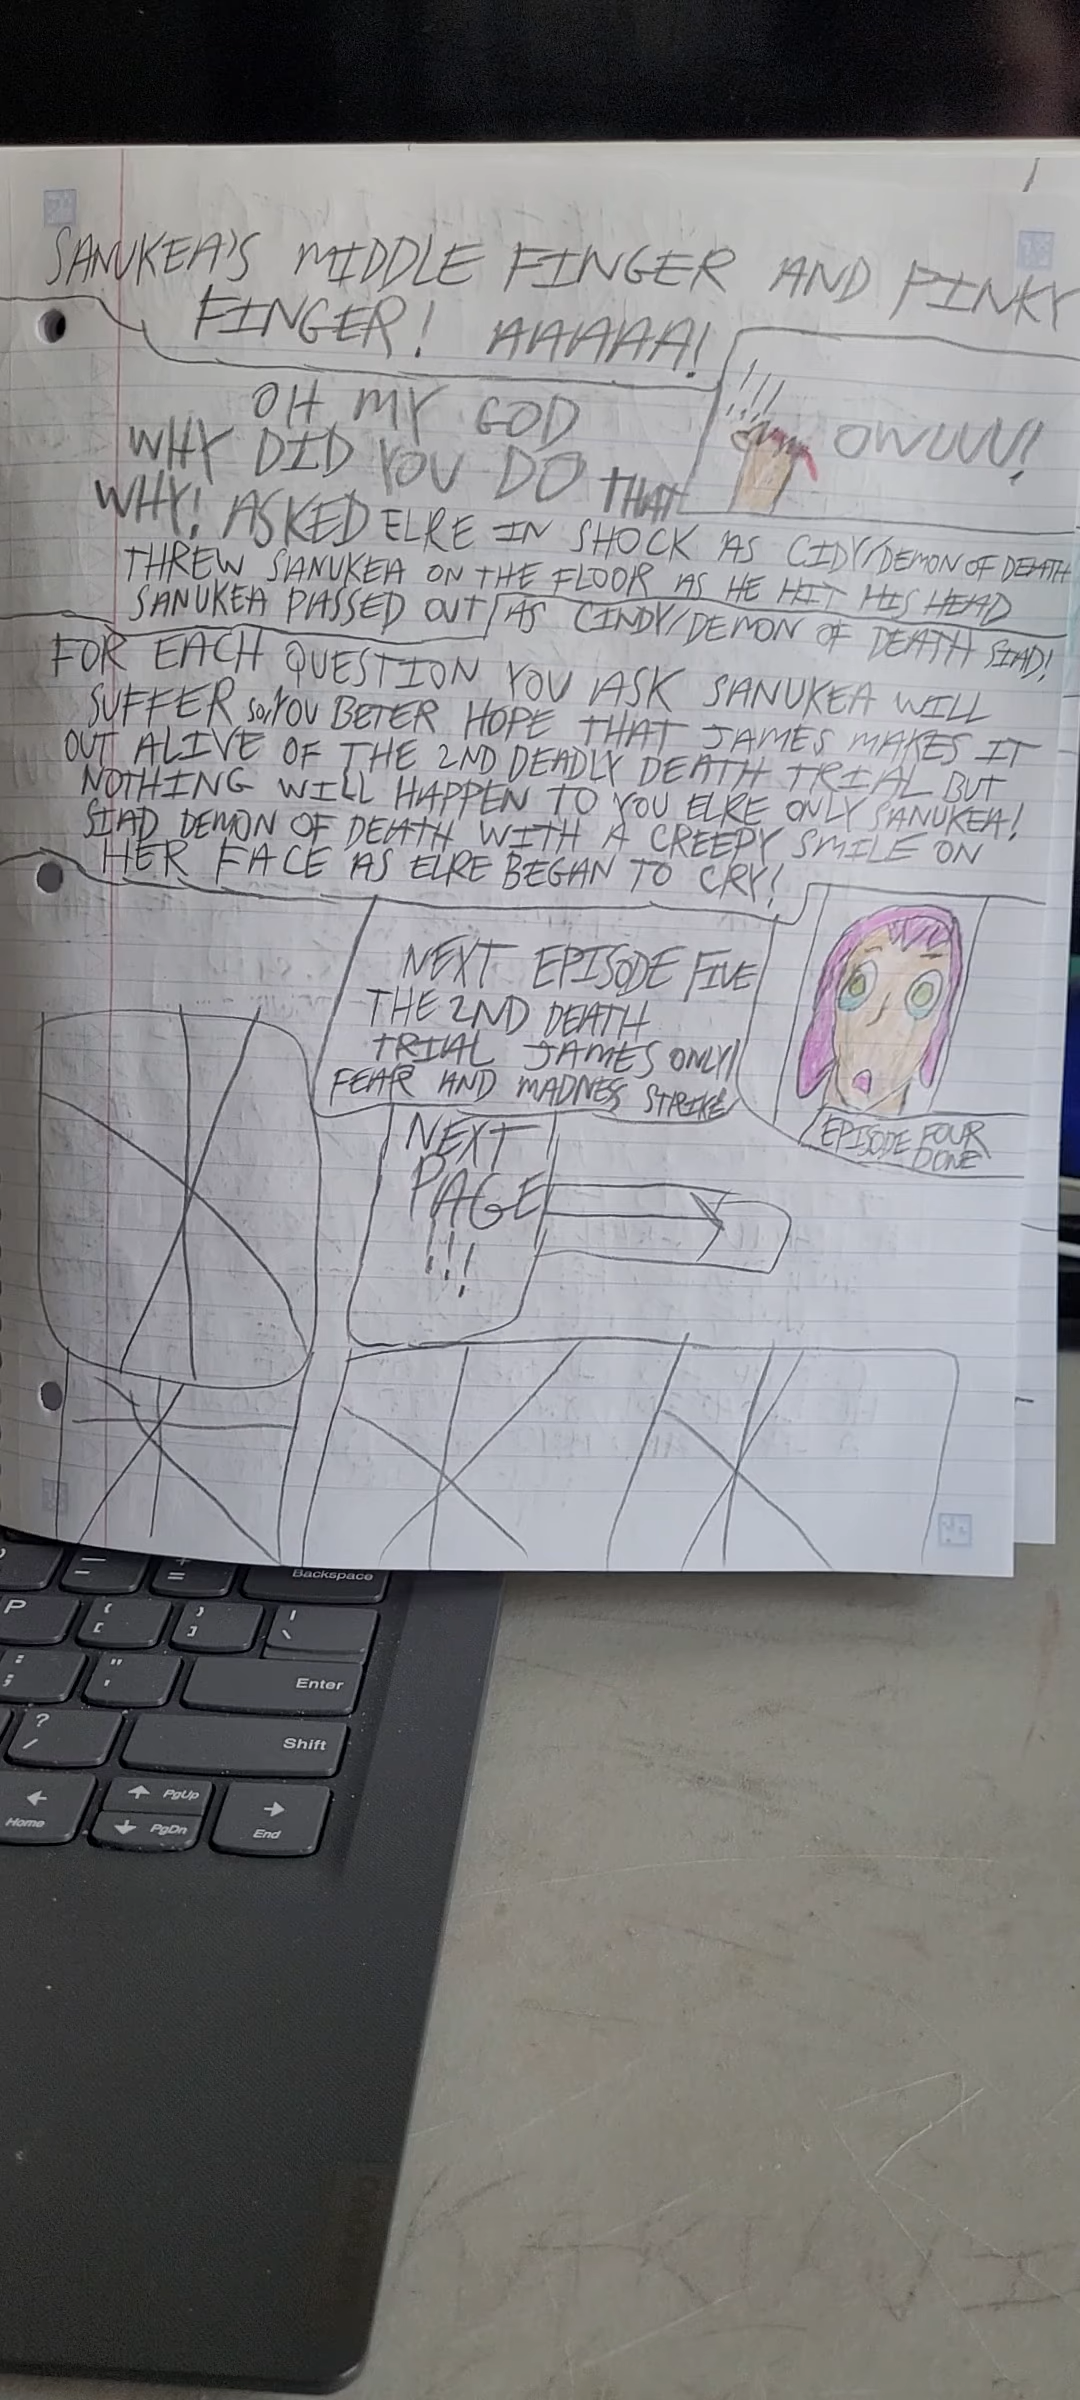 SANUKEA'S MIDDLE FINGER AND PINKY
FINGER! AAAAAA!
OH MY GOD
WHY DID YOU DO THAT
OWUUU!
WHY! ASKED ELRE IN SHOCK AS CIDY/DEMON OF DEATH
THREW SANUKEA ON THE FLOOR AS HE HIT HIS HEAD
SANUKEA PASSED OUT AS CINDY/DEMON OF DEATH SIAD!
FOR EACH QUESTION YOU ASK SANUKEA WILL
SUFFER so, YOU BETER HOPE THAT JAMES MAKES IT
OUT ALIVE OF THE 2ND DEADLY DEATH TRIAL BUT
NOTHING WILL HAPPEN TO YOU ELRE ONLY SANUKEA!
SIAD DEMON OF DEATH WITH A CREEPY SMILE ON
HER FACE AS ELRE BEGAN TO CRY!
NEXT EPISODE FIVE
THE 2ND DEATH
TRIAL JAMES ONLY!
FEAR AND MADNESS STRIKE!
EPISODE FOUR
DONE
NEXT
PAGE
!!!
Backspace
P
Enter
Shift
Home
PgUp
PgDn
End